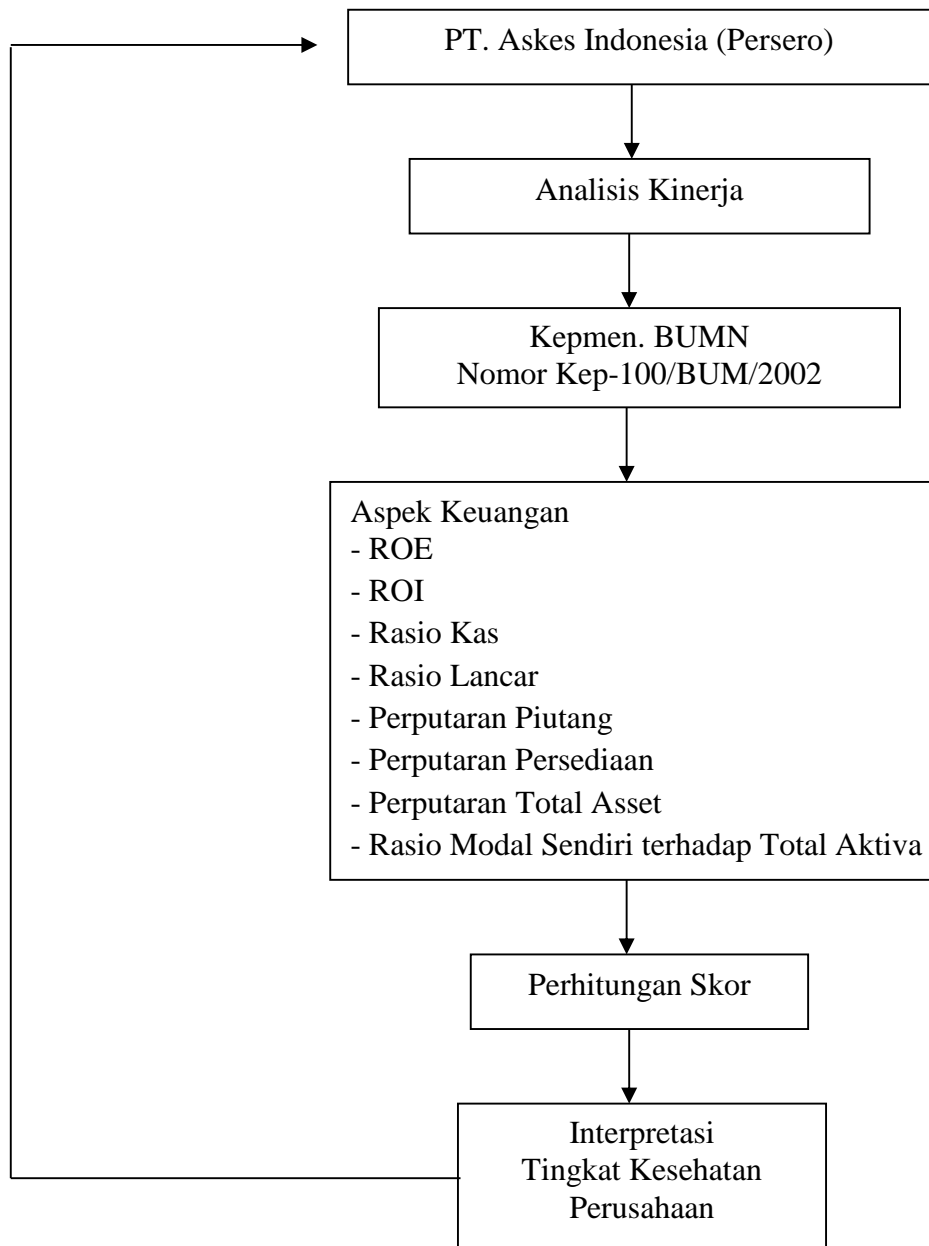 PT. Askes Indonesia (Persero)
Analisis Kinerja
Kepmen. BUMN
Nomor Kep-100/BUM/2002
Aspek Keuangan
- ROE
- ROI
- Rasio Kas
- Rasio Lancar
- Perputaran Piutang
- Perputaran Persediaan
- Perputaran Total Asset
- Rasio Modal Sendiri terhadap Total Aktiva
Perhitungan Skor
Interpretasi
Tingkat Kesehatan
Perusahaan